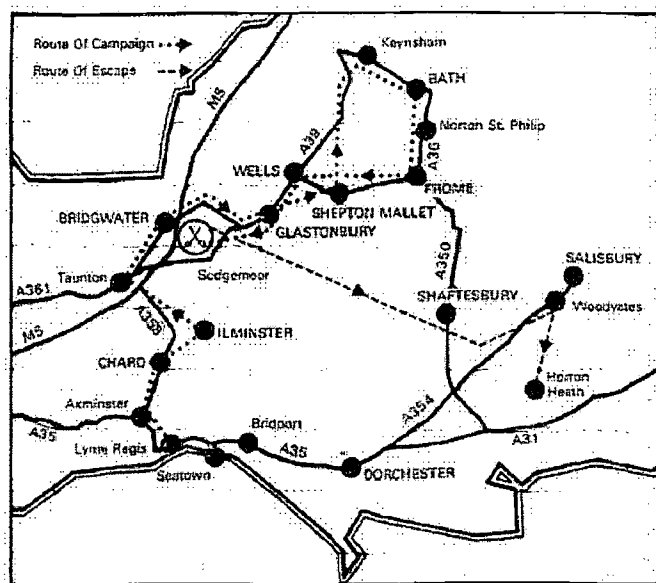 Route Of Campaign
Route Of Escape
M5
Keynsham
BATH
Norton St. Philip
A36
A39
WELLS
FROME
SHEPTON MALLET
GLASTONBURY
BRIDGWATER
Sedgemoor
Taunton
A361
M5
A358
ILMINSTER
CHARD
Axminster
A35
Lyme Regis
Seatown
Bridport
A35
DORCHESTER
A354
A31
A350
SHAFTESBURY
SALISBURY
Woodyates
Horton
Heath